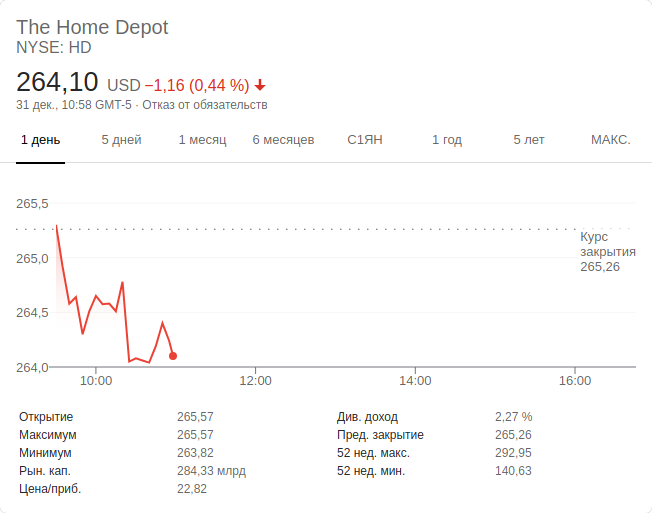 The Home Depot
NYSE: HD
264,10 USD −1,16 (0,44 %)
31 дек., 10:58 GMT-5 · Отказ от обязательств
1 день 5 дней 1 месяц 6 месяцев С1ЯН 1 год 5 лет МАКС.
265,5
Курс
закрытия
265,26
265,0
264,5
264,0
10:00 12:00 14:00 16:00
Открытие 265,57 Див. доход 2,27 %
Максимум 265,57 Пред. закрытие 265,26
Минимум 263,82 52 нед. макс. 292,95
Рын. кап. 284,33 млрд 52 нед. мин. 140,63
Цена/приб. 22,82